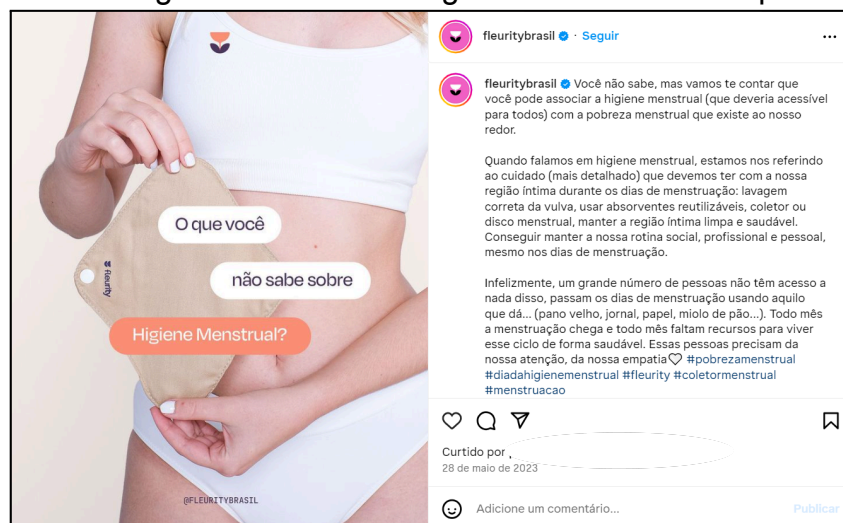 O que você
não sabe sobre
Higiene Menstrual?
fleurity
@FLEURITYBRASIL
fleuritybrasil · Seguir
fleuritybrasil Você não sabe, mas vamos te contar que
você pode associar a higiene menstrual (que deveria acessível
para todos) com a pobreza menstrual que existe ao nosso
redor.
Quando falamos em higiene menstrual, estamos nos referindo
ao cuidado (mais detalhado) que devemos ter com a nossa
região íntima durante os dias de menstruação: lavagem
correta da vulva, usar absorventes reutilizáveis, coletor ou
disco menstrual, manter a região íntima limpa e saudável.
Conseguir manter a nossa rotina social, profissional e pessoal,
mesmo nos dias de menstruação.
Infelizmente, um grande número de pessoas não têm acesso a
nada disso, passam os dias de menstruação usando aquilo
que dá... (pano velho, jornal, papel, miolo de pão...). Todo mês
a menstruação chega e todo mês faltam recursos para viver
esse ciclo de forma saudável. Essas pessoas precisam da
nossa atenção, da nossa empatia♡ #pobrezamenstrual
#diadahigienemenstrual #fleurity #coletormenstrual
#menstruacao
Curtido por
28 de maio de 2023
Adicione um comentário...
Publicar